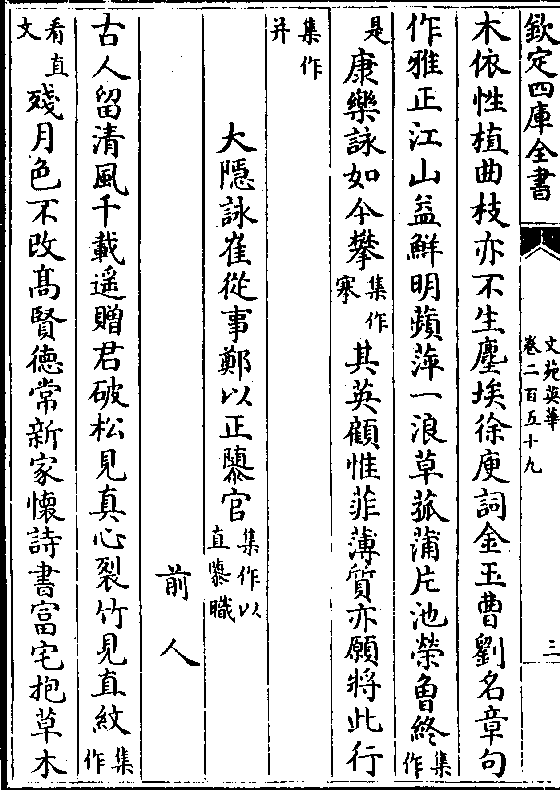 欽定四庫全書
文苑英華
卷二百五十九
三
木依性植曲枝亦不生塵埃徐庾詞金玉曹劉名章句
作雅正江山益鮮明蘋萍一浪草菰蒲片池榮魯終集作
是康樂詠如今攀集作搴其英顧惟菲薄質亦願將此行
集作并
大隱詠崔從事鄭以正隳官集作以直隳職
前人
古人留清風千載遥贈君破松見真心裂竹見直紋集作
看直文殘月色不改髙賢德常新家懷詩書富宅抱草木